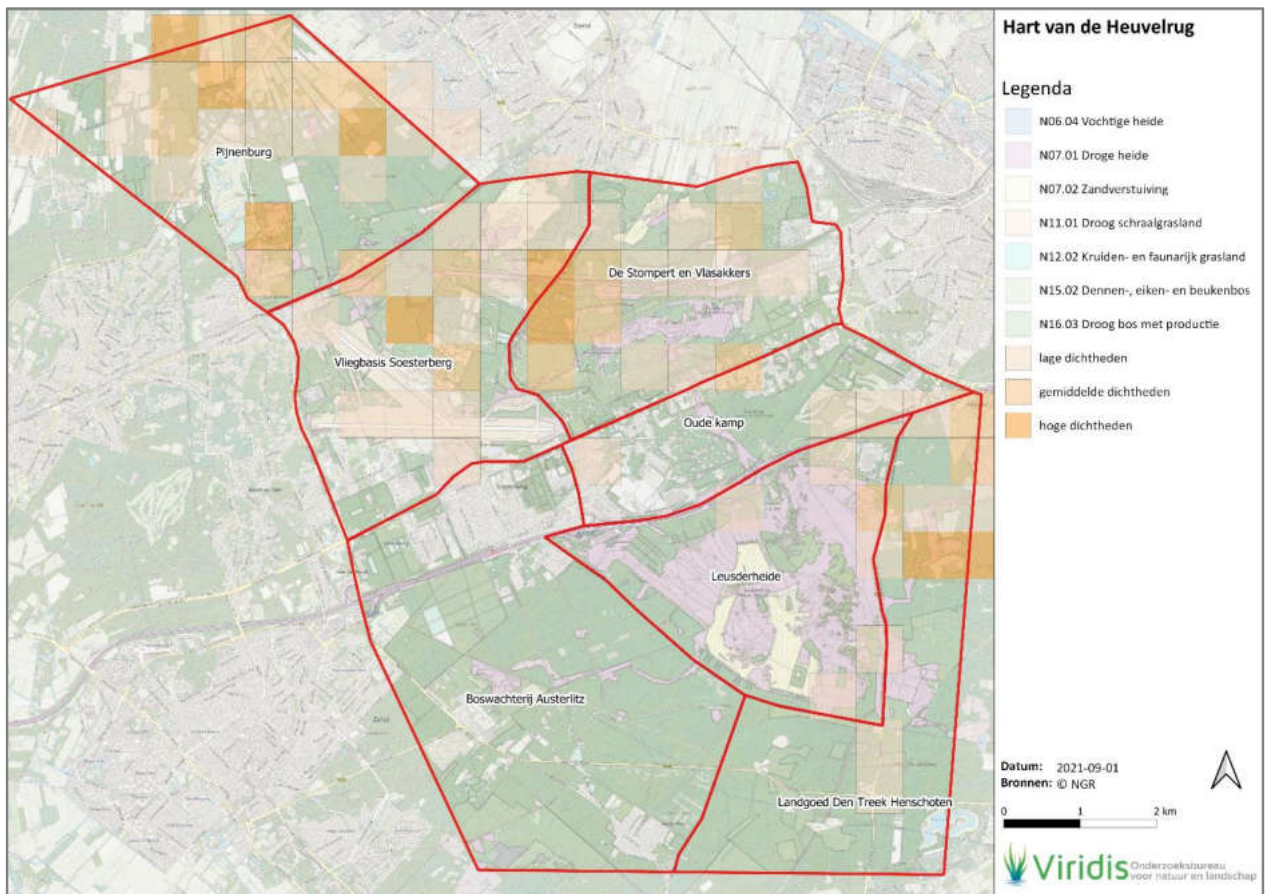 Hart van de Heuvelrug
Legenda
N06.04 Vochtige heide
N07.01 Droge heide
N07.02 Zandverstuiving
N11.01 Droog schraalgrasland
N12.02 Kruiden- en faunarijk grasland
N15.02 Dennen-, eiken- en beukenbos
N16.03 Droog bos met productie
lage dichtheden
gemiddelde dichtheden
hoge dichtheden
Pijnenburg
De Stompert en Vlasakkers
Vliegbasis Soesterberg
Oude kamp
Leusderheide
Boswachterij Austerlitz
Landgoed Den Treek Henschoten
Zeist
Datum: 2021-09-01
Bronnen: © NGR
0 1 2 km
Viridis Onderzoeksbureau
voor natuur en landschap